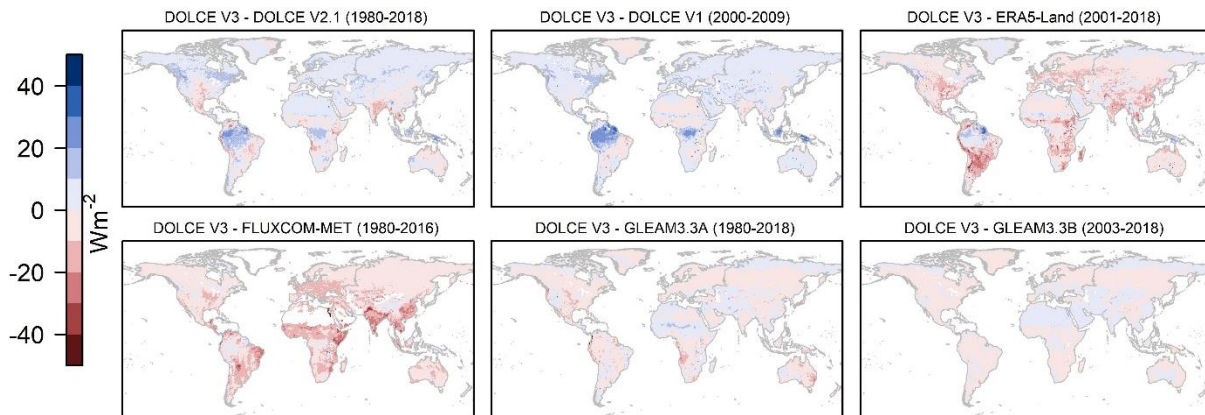 DOLCE V3 - DOLCE V2.1 (1980-2018)
DOLCE V3 - DOLCE V1 (2000-2009)
DOLCE V3 - ERA5-Land (2001-2018)
40
20
0
-20
-40
Wm⁻²
DOLCE V3 - FLUXCOM-MET (1980-2016)
DOLCE V3 - GLEAM3.3A (1980-2018)
DOLCE V3 - GLEAM3.3B (2003-2018)